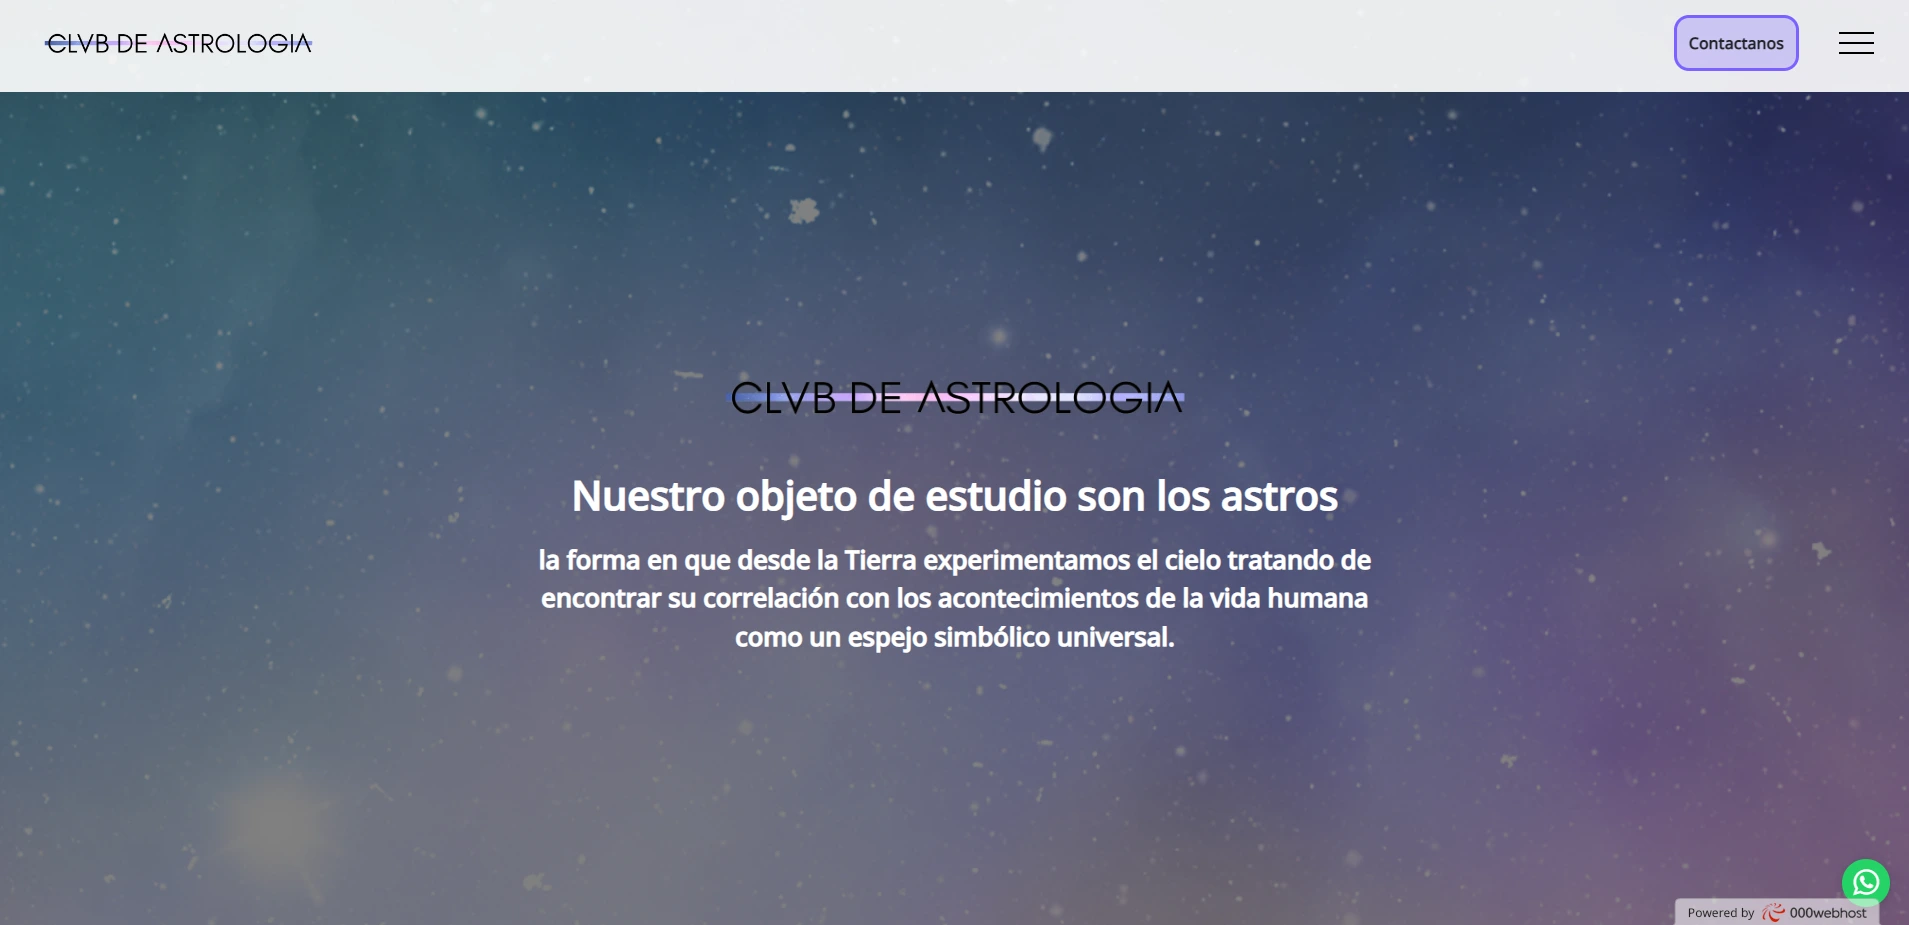 CLVB DE ASTROLOGIA
Contactanos
CLVB DE ASTROLOGIA
Nuestro objeto de estudio son los astros
la forma en que desde la Tierra experimentamos el cielo tratando de
encontrar su correlación con los acontecimientos de la vida humana
como un espejo simbólico universal.
Powered by 000webhost